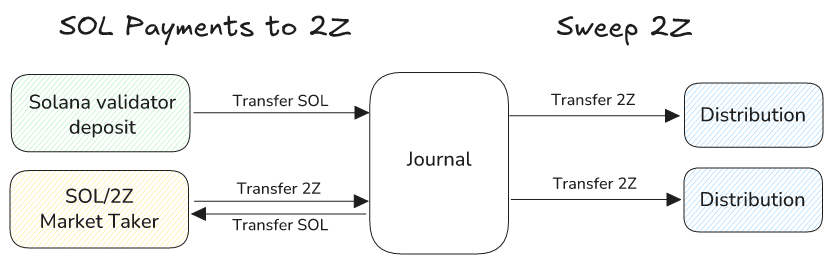 SOL Payments to 2Z
Sweep 2Z
Solana validator
deposit
Transfer SOL
SOL/2Z
Market Taker
Transfer 2Z
Transfer SOL
Journal
Transfer 2Z
Distribution
Transfer 2Z
Distribution